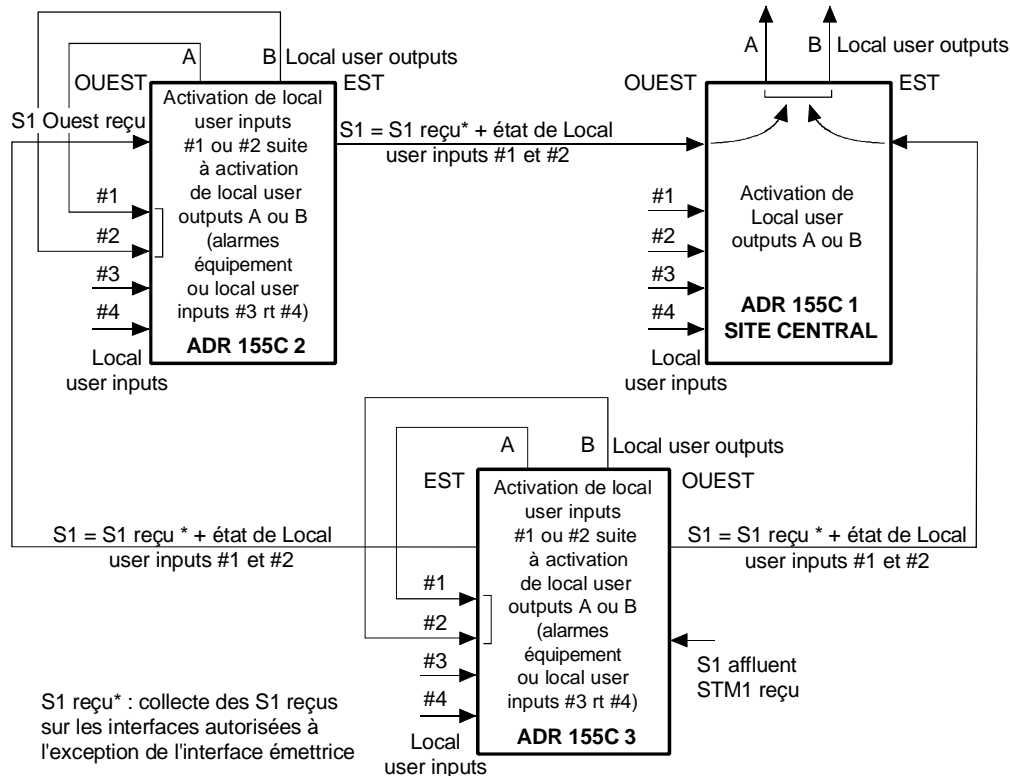 A
B Local user outputs
OUEST
EST
S1 Ouest reçu
Activation de local
user inputs
#1 ou #2 suite
à activation
de local user
outputs A ou B
(alarmes
équipement
ou local user
inputs #3 rt #4)
ADR 155C 2
#1
#2
#3
#4
Local
user inputs
S1 = S1 reçu* + état de Local
user inputs #1 et #2
A
B Local user outputs
OUEST
EST
#1
#2
#3
#4
Local
user inputs
Activation de
Local user
outputs A ou B
ADR 155C 1
SITE CENTRAL
A
B Local user outputs
EST
OUEST
S1 = S1 reçu * + état de Local
user inputs #1 et #2
Activation de local
user inputs
#1 ou #2 suite
à activation
de local user
outputs A ou B
(alarmes
équipement
ou local user
inputs #3 rt #4)
ADR 155C 3
S1 = S1 reçu * + état de Local
user inputs #1 et #2
#1
#2
#3
#4
Local
user inputs
S1 affluent
STM1 reçu
S1 reçu* : collecte des S1 reçus
sur les interfaces autorisées à
l'exception de l'interface émettrice